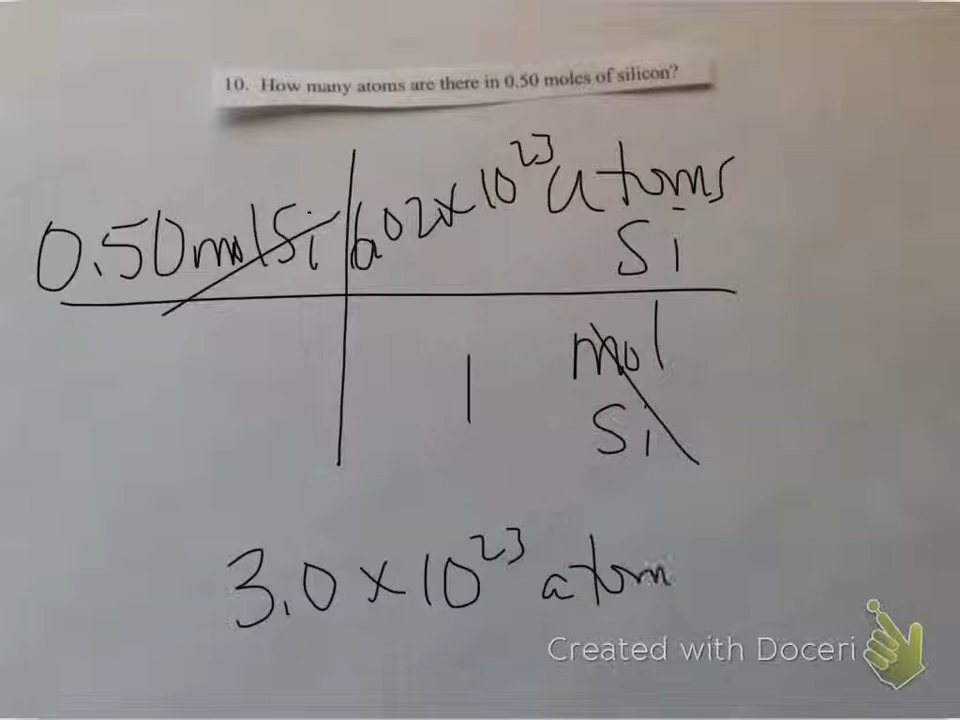 10. How many atoms are there in 0.50 moles of silicon?
0.50 mol Si 6.02 x 10^23 atoms
Si
1 mol
Si
3.0 x 10^23 atom
Created with Doceri